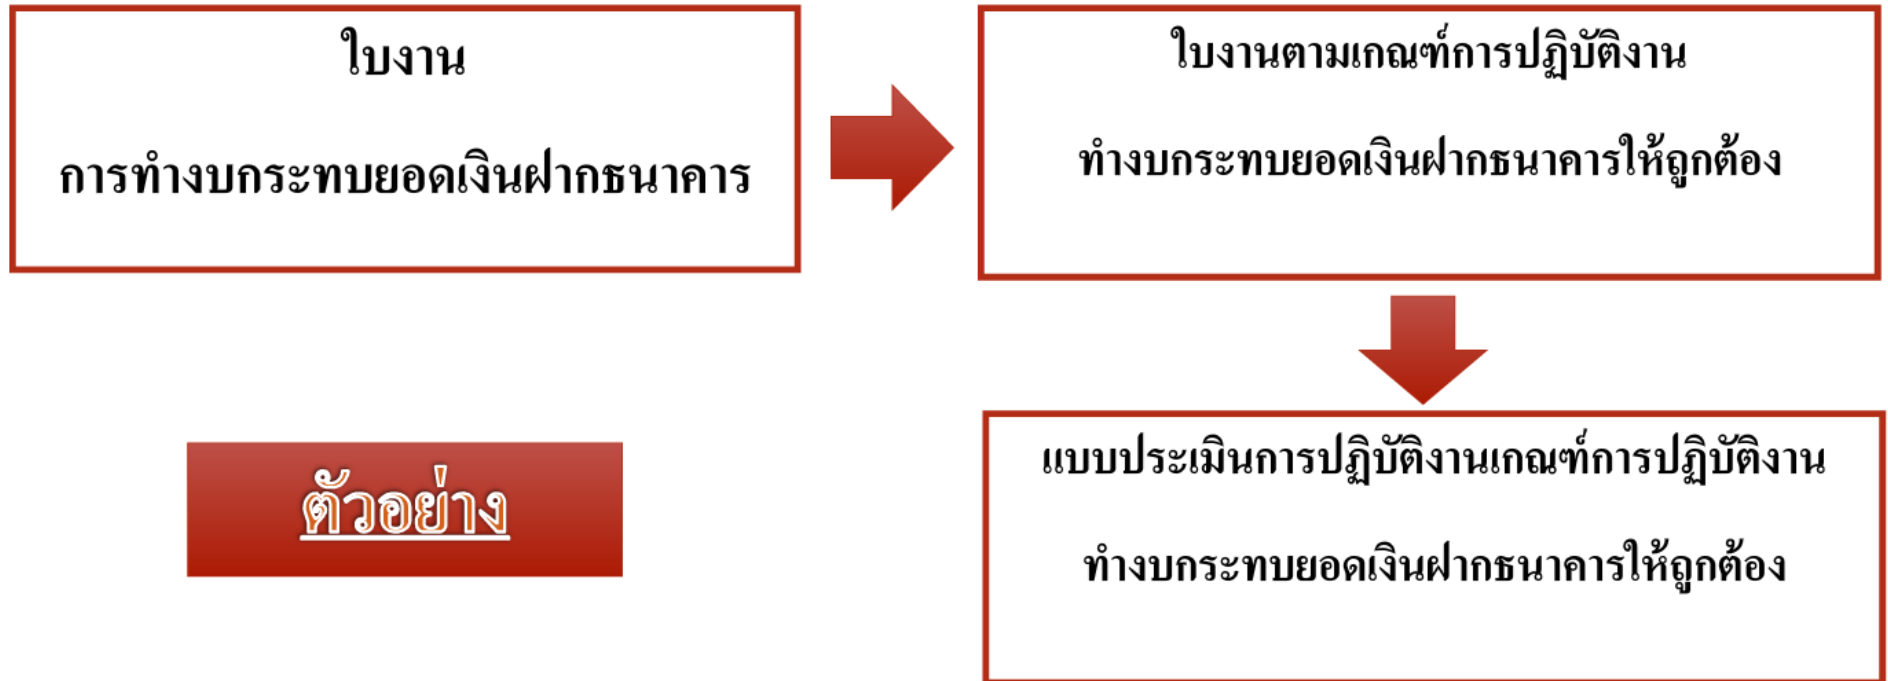 ใบงาน
การทำงบกระทบยอดเงินฝากธนาคาร
ใบงานตามเกณฑ์การปฏิบัติงาน
ทำงบกระทบยอดเงินฝากธนาคารให้ถูกต้อง
แบบประเมินการปฏิบัติงานเกณฑ์การปฏิบัติงาน
ทำงบกระทบยอดเงินฝากธนาคารให้ถูกต้อง
ตัวอย่าง